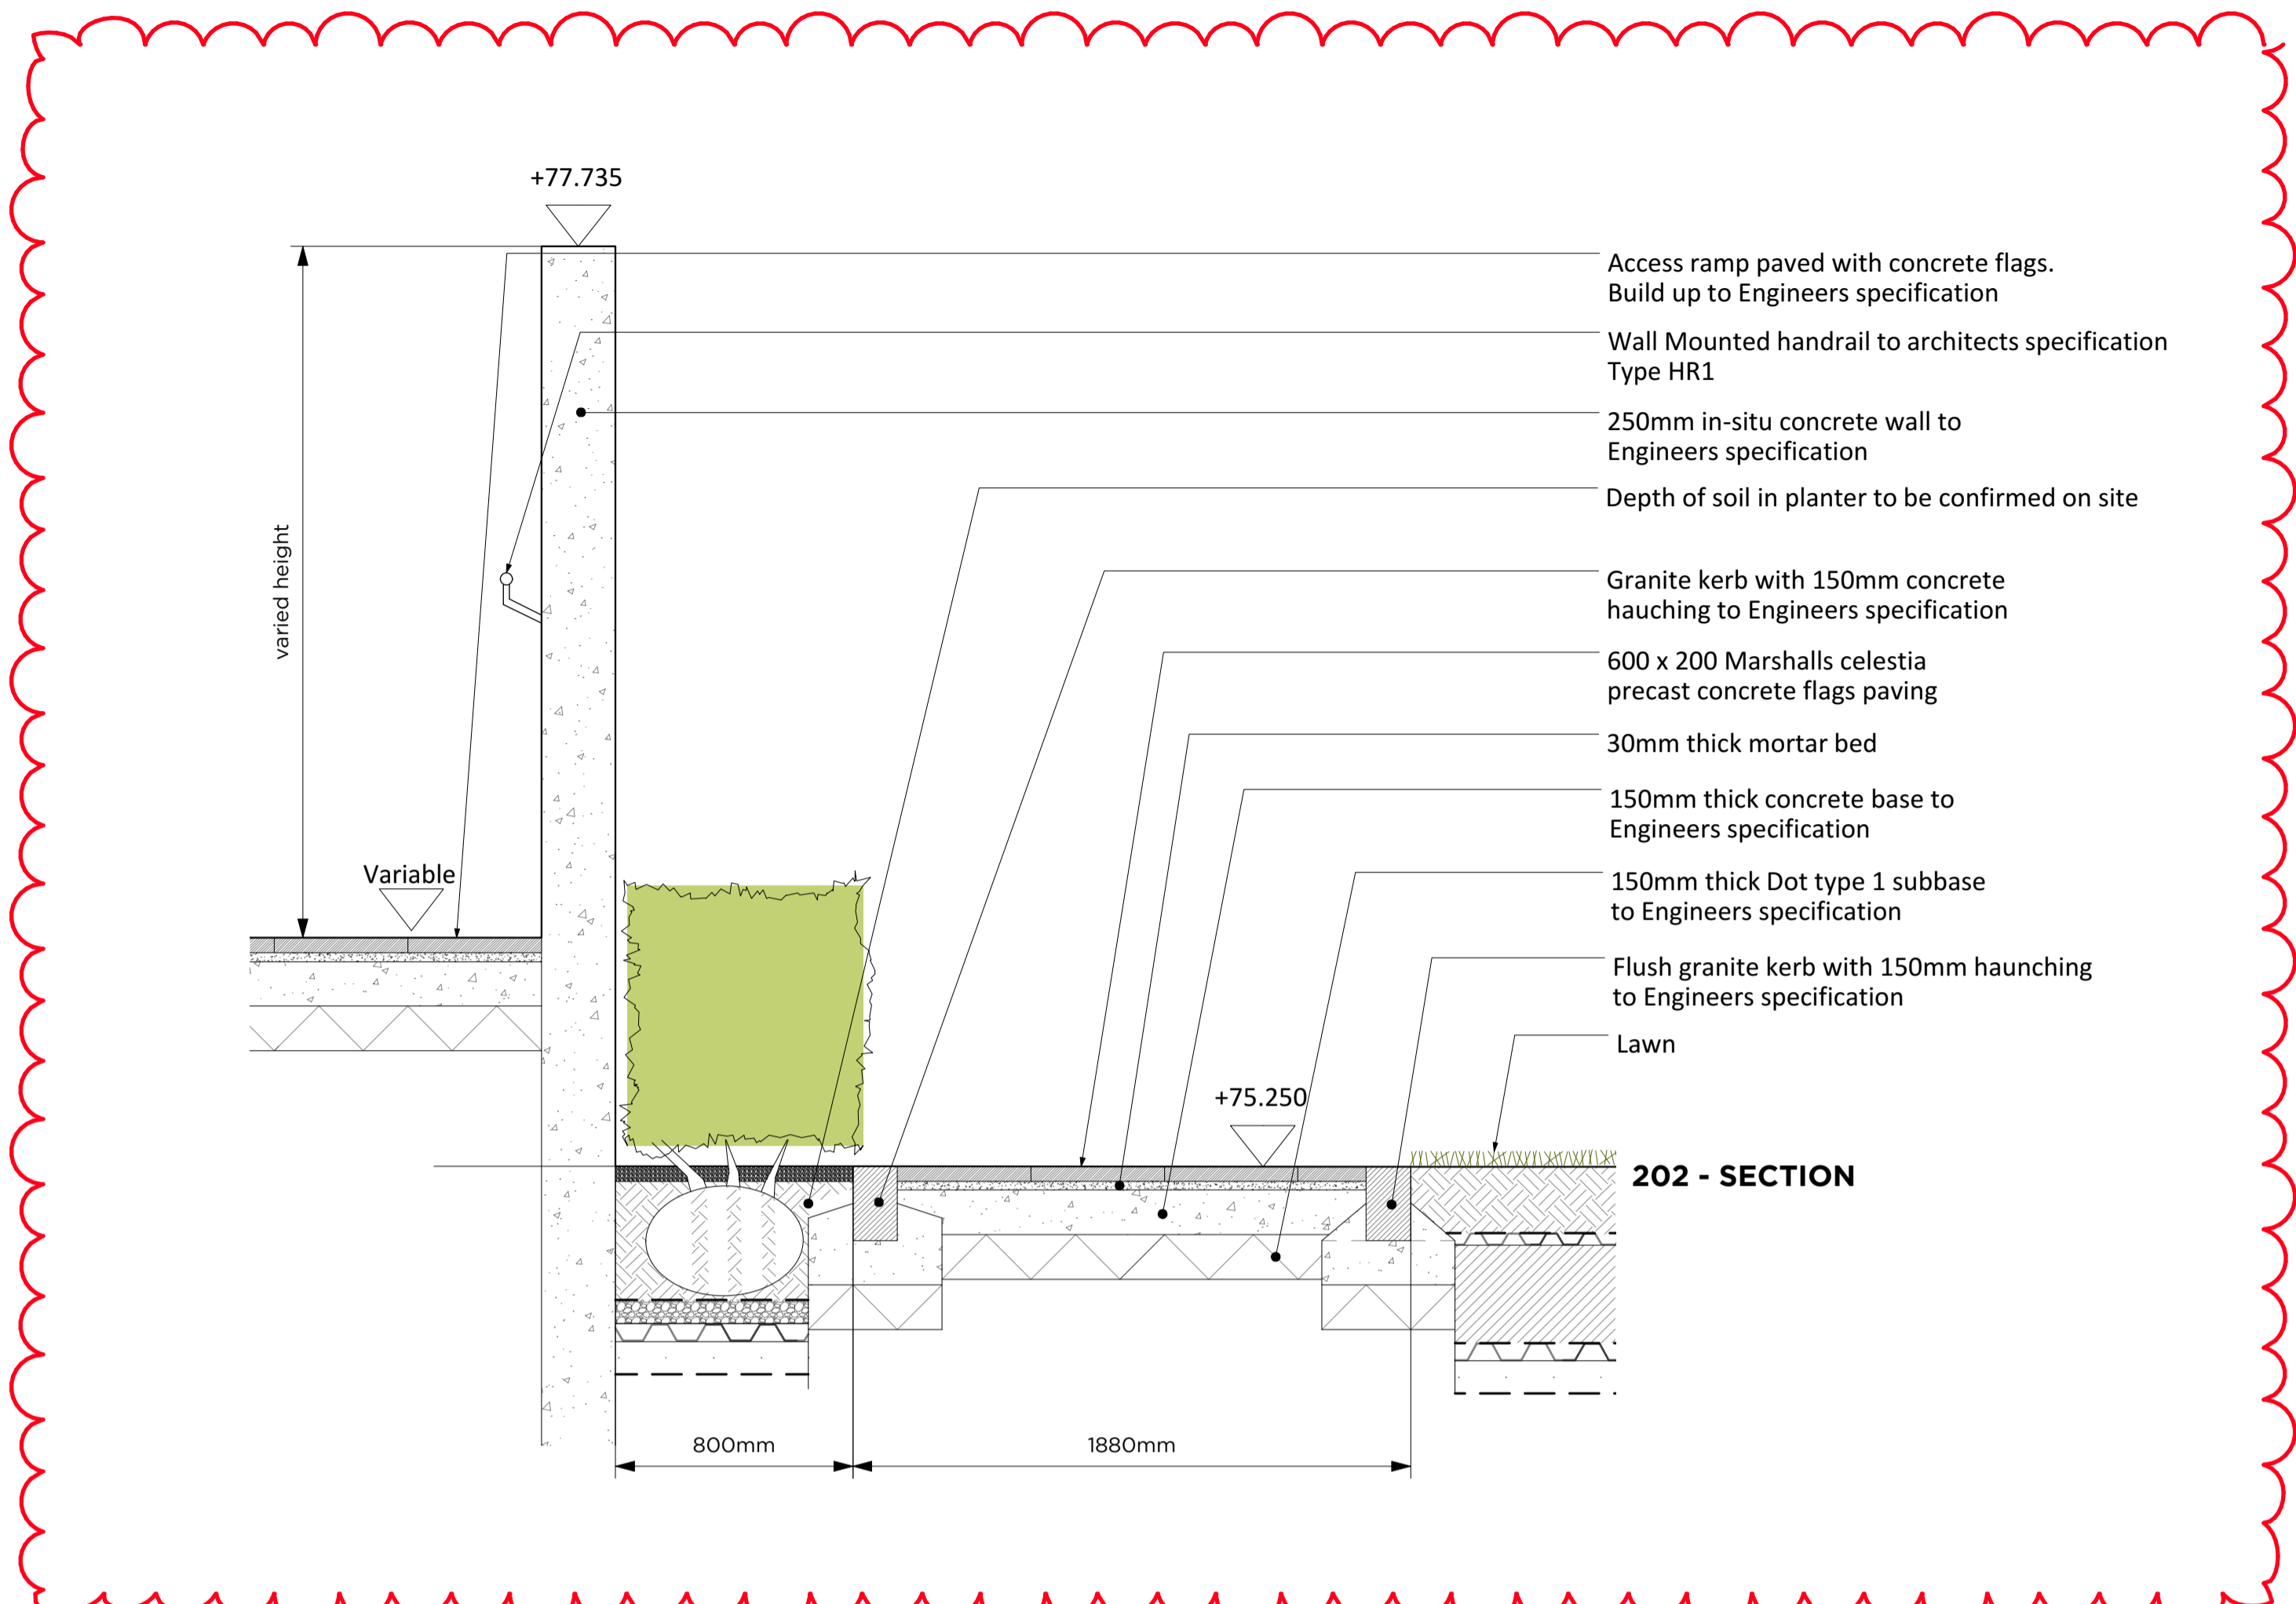 +77.735
Access ramp paved with concrete flags.
Build up to Engineers specification
Wall Mounted handrail to architects specification
Type HR1
250mm in-situ concrete wall to
Engineers specification
Depth of soil in planter to be confirmed on site
varied height
Granite kerb with 150mm concrete
hauching to Engineers specification
600 x 200 Marshalls celestia
precast concrete flags paving
30mm thick mortar bed
150mm thick concrete base to
Engineers specification
Variable
150mm thick Dot type 1 subbase
to Engineers specification
Flush granite kerb with 150mm haunching
to Engineers specification
Lawn
+75.250
202 - SECTION
800mm
1880mm